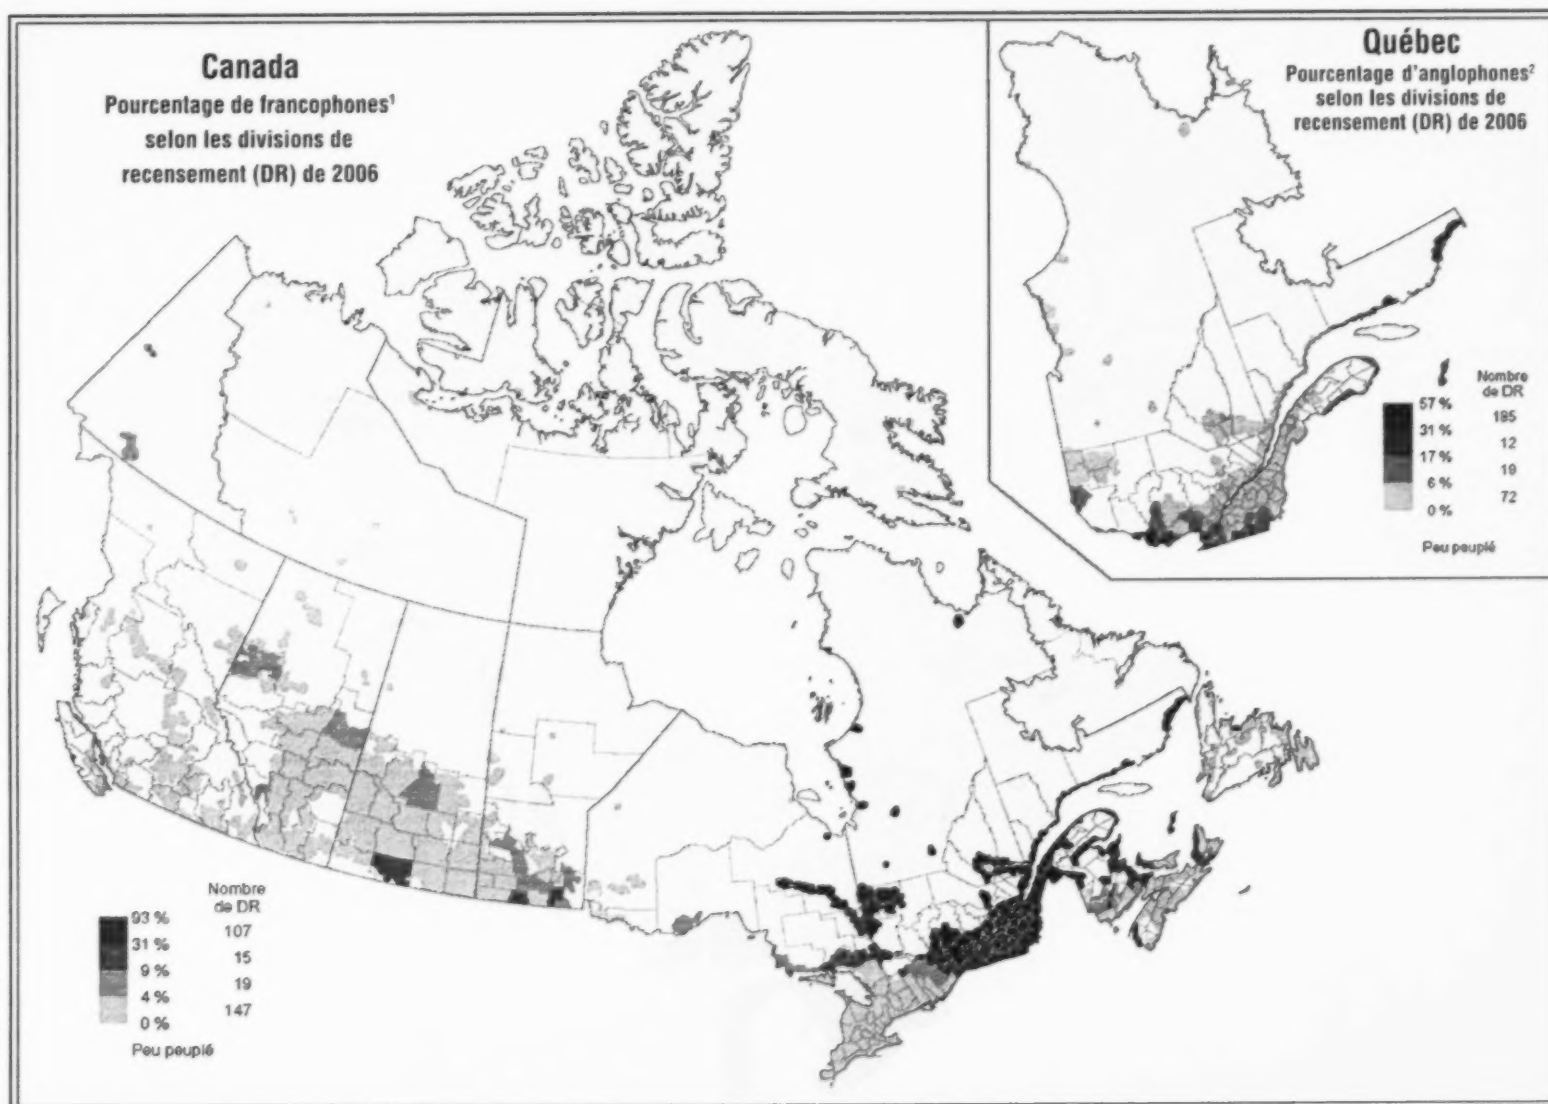 Canada
Pourcentage de francophones¹
selon les divisions de
recensement (DR) de 2006
Québec
Pourcentage d'anglophones²
selon les divisions de
recensement (DR) de 2006
Nombre
de DR
57 %
185
31 %
12
17 %
19
6 %
72
0 %
Peu peuplé
Nombre
de DR
93 %
107
31 %
15
9 %
19
4 %
147
0 %
Peu peuplé